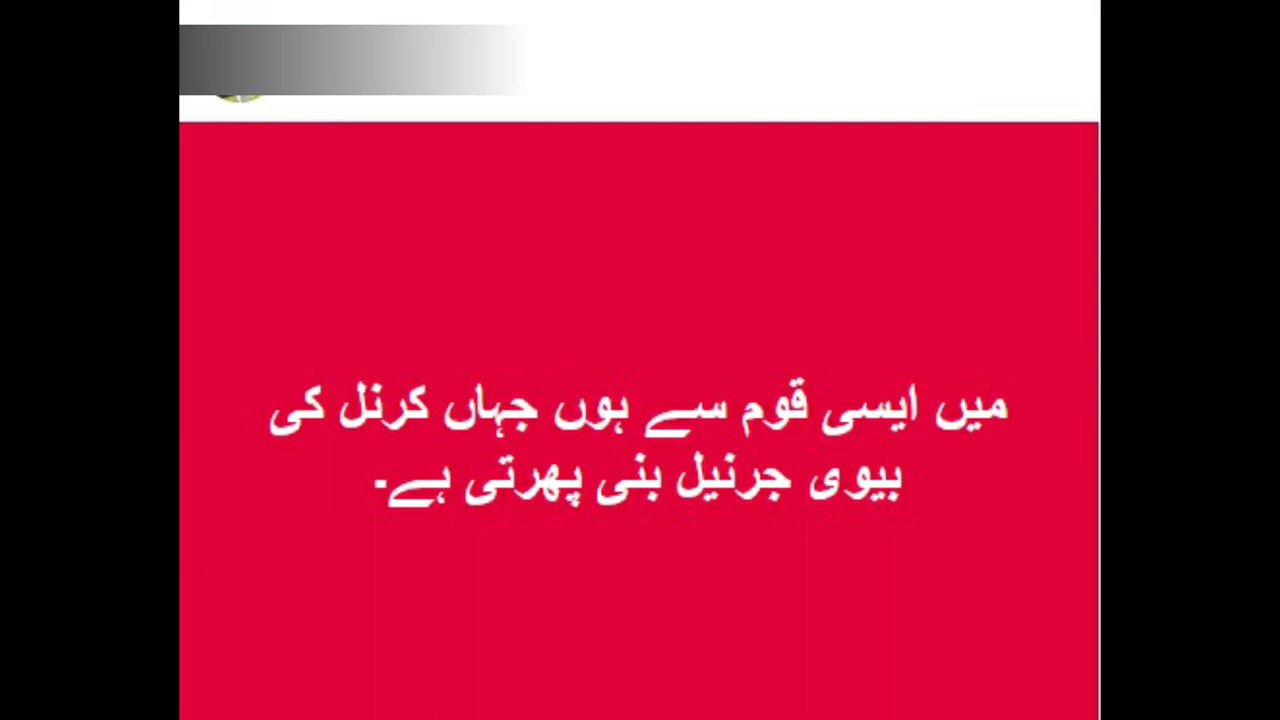 میں ایسی قوم سے ہوں جہاں کرنل کی
بیوی جرنیل بنی پھرتی ہے۔